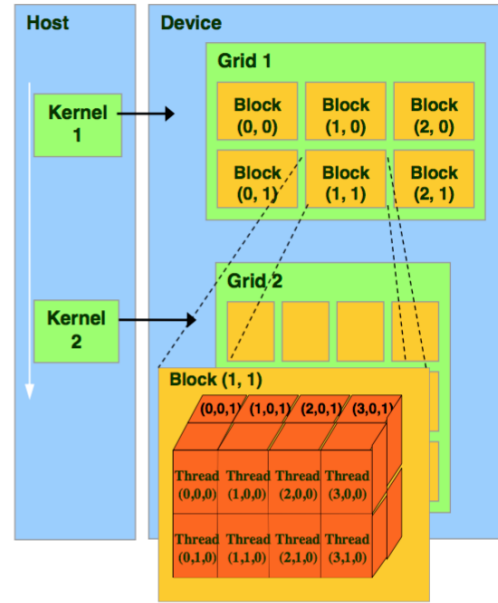 Host
Device
Grid 1
Kernel
1
Block
(0, 0)
Block
(1, 0)
Block
(2, 0)
Block
(0, 1)
Block
(1, 1)
Block
(2, 1)
Grid 2
Kernel
2
Block (1, 1)
(0,0,1) (1,0,1) (2,0,1) (3,0,1)
Thread
(0,0,0)
Thread
(1,0,0)
Thread
(2,0,0)
Thread
(3,0,0)
Thread
(0,1,0)
Thread
(1,1,0)
Thread
(2,1,0)
Thread
(3,1,0)